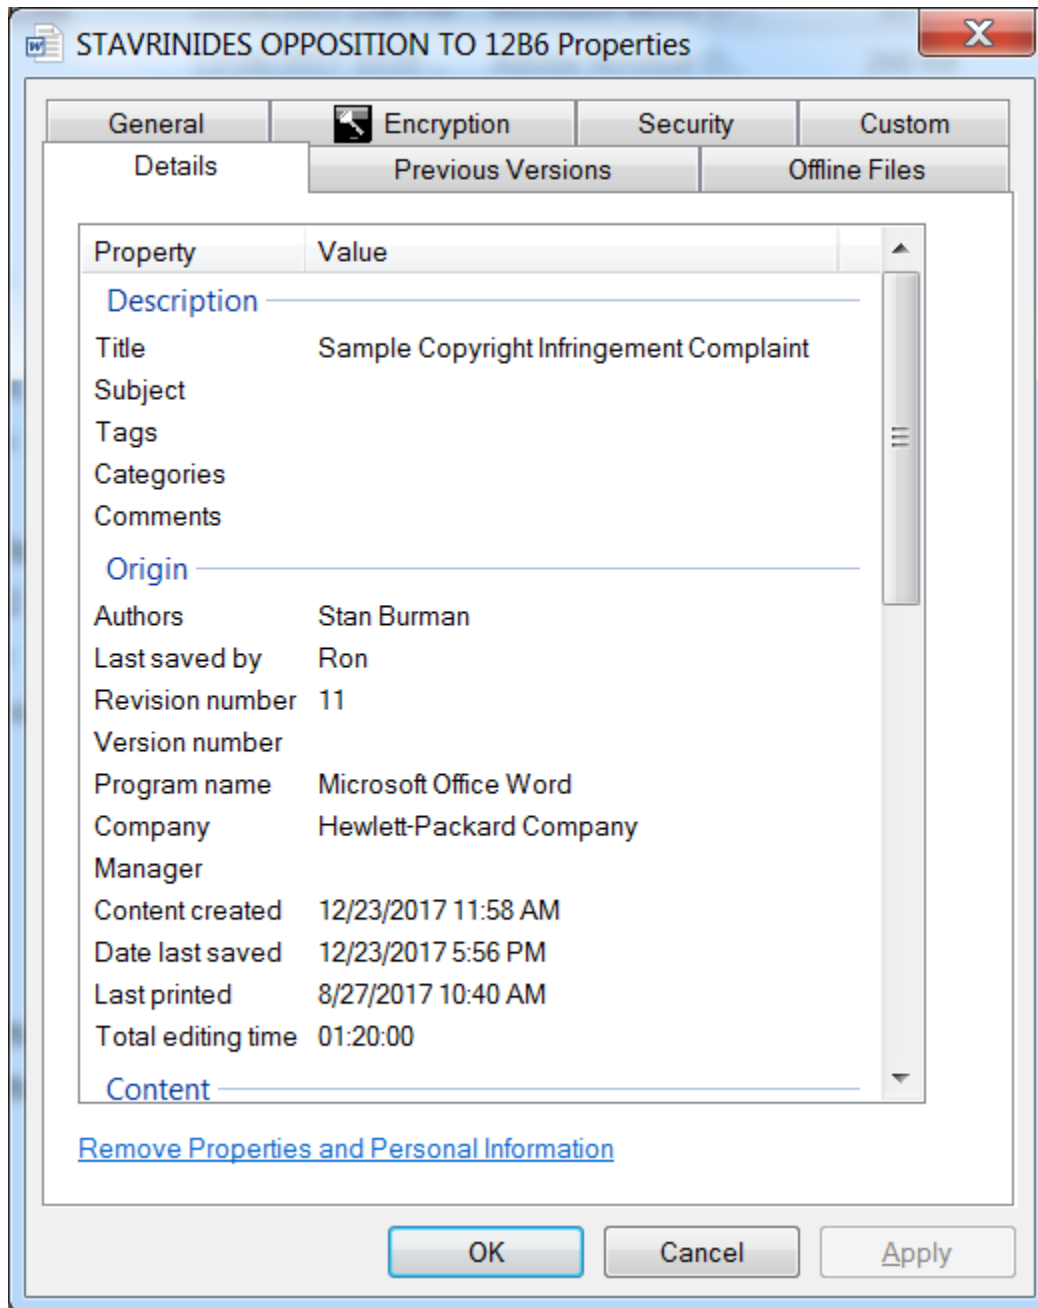 STAVRINIDES OPPOSITION TO 12B6 Properties
General Encryption Security Custom
Details Previous Versions Offline Files
Property Value
Description
Title Sample Copyright Infringement Complaint
Subject
Tags
Categories
Comments
Origin
Authors Stan Burman
Last saved by Ron
Revision number 11
Version number
Program name Microsoft Office Word
Company Hewlett-Packard Company
Manager
Content created 12/23/2017 11:58 AM
Date last saved 12/23/2017 5:56 PM
Last printed 8/27/2017 10:40 AM
Total editing time 01:20:00
Content
Remove Properties and Personal Information
OK Cancel Apply